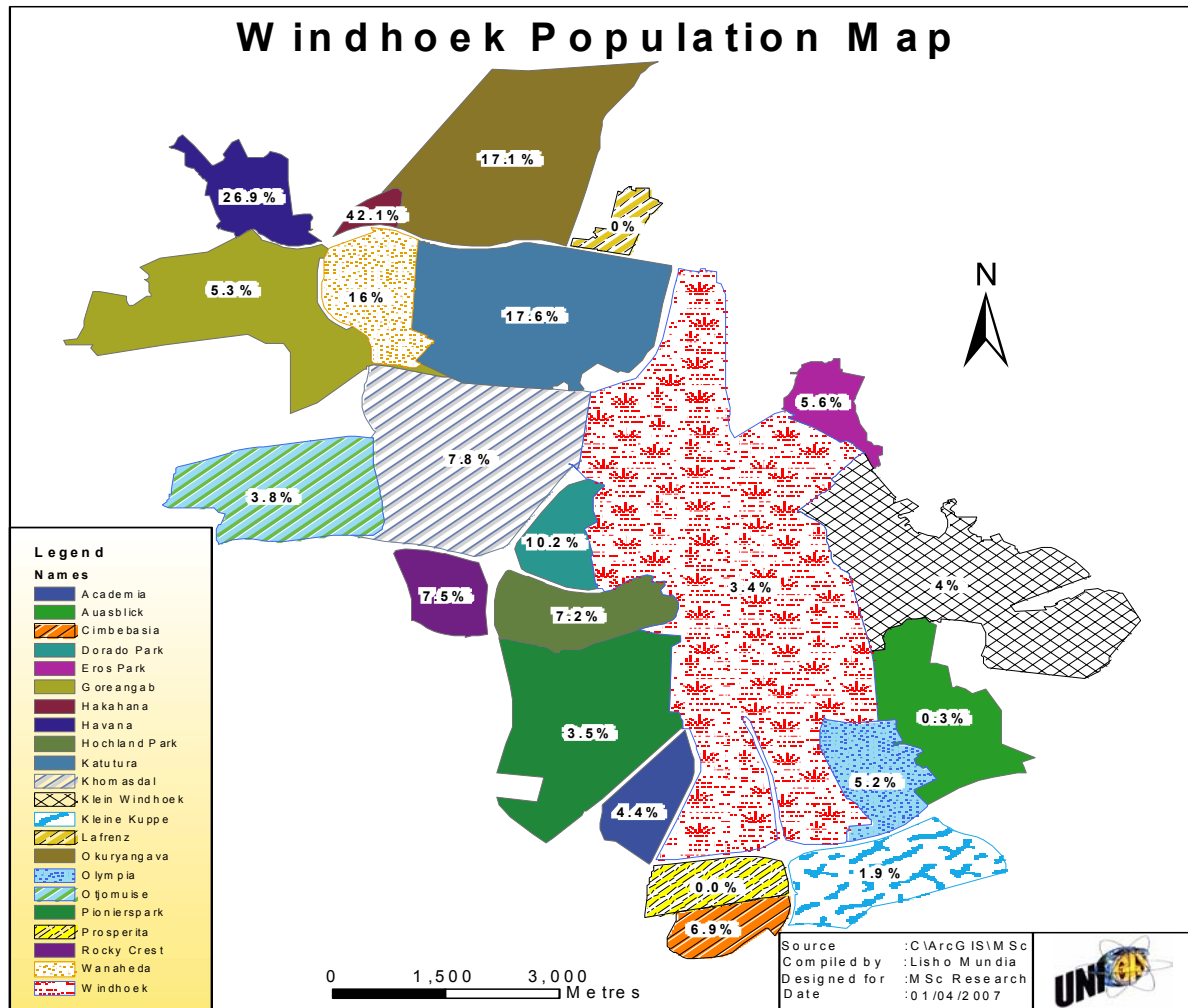 Windhoek Population Map
17.1%
26.9%
42.1%
0%
5.3%
16%
17.6%
N
5.6%
7.8%
3.8%
10.2%
3.4%
4%
7.5%
7.2%
0.3%
3.5%
5.2%
4.4%
1.9%
0.0%
6.9%
Legend
Names
Academia
Auasblick
Cimbebasia
Dorado Park
Eros Park
Goreangab
Hakahana
Havana
Hochland Park
Katutura
Khomasdal
Klein Windhoek
Kleine Kuppe
Lafrenz
Okuryangava
Olympia
Otjomuise
Pionierspark
Prosperita
Rocky Crest
Wanaheda
Windhoek
0 1,500 3,000
Metres
Source :C\ArcGIS\MSc
Compiled by :Lisho Mundia
Designed for :MSc Research
Date :01/04/2007
UNIGIS